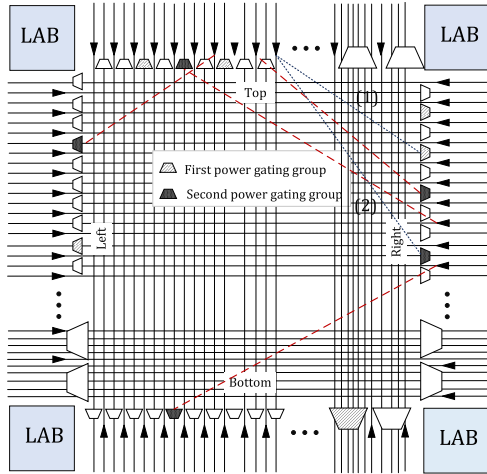 LAB
LAB
Top
(1)
First power gating group
Second power gating group
(2)
Left
Right
Bottom
LAB
LAB